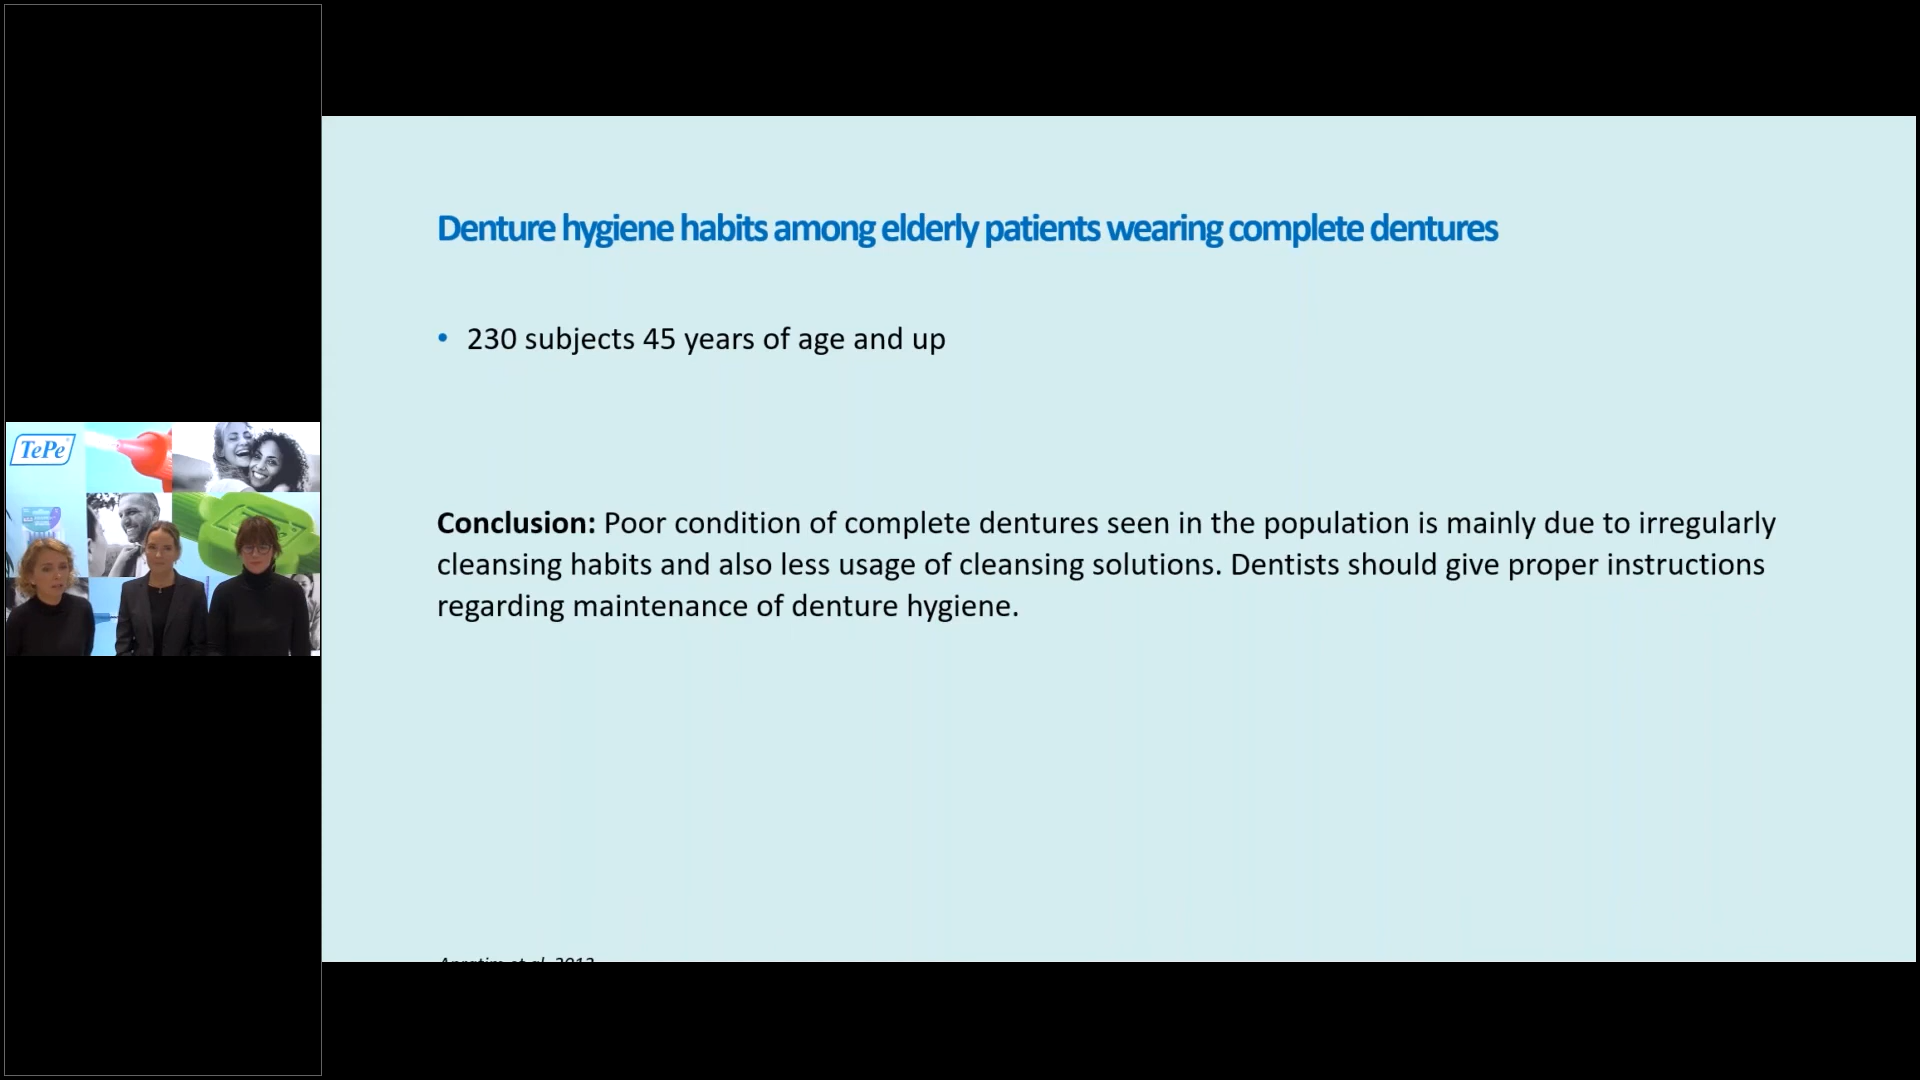 TePe
Denture hygiene habits among elderly patients wearing complete dentures
• 230 subjects 45 years of age and up
Conclusion: Poor condition of complete dentures seen in the population is mainly due to irregularly
cleansing habits and also less usage of cleansing solutions. Dentists should give proper instructions
regarding maintenance of denture hygiene.